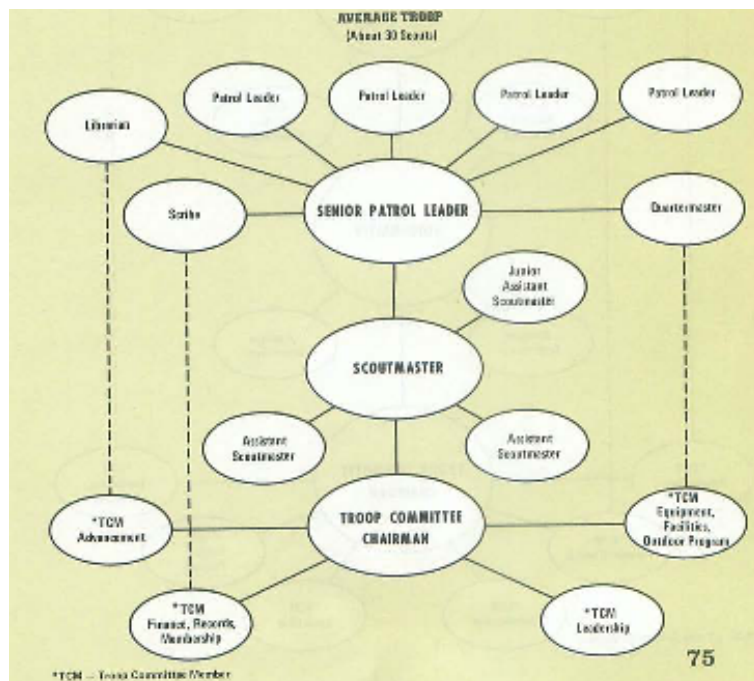 AVERAGE TROOP
(About 30 Scouts)
Patrol Leader
Patrol Leader
Patrol Leader
Patrol Leader
Librarian
Scribe
SENIOR PATROL LEADER
Quartermaster
Junior
Assistant
Scoutmaster
SCOUTMASTER
Assistant
Scoutmaster
Assistant
Scoutmaster
*TCM
Advancement
TROOP COMMITTEE
CHAIRMAN
*TCM
Equipment,
Facilities,
Outdoor Program
*TCM
Finance, Records,
Membership
*TCM
Leadership
75
*TCM — Troop Committee Member